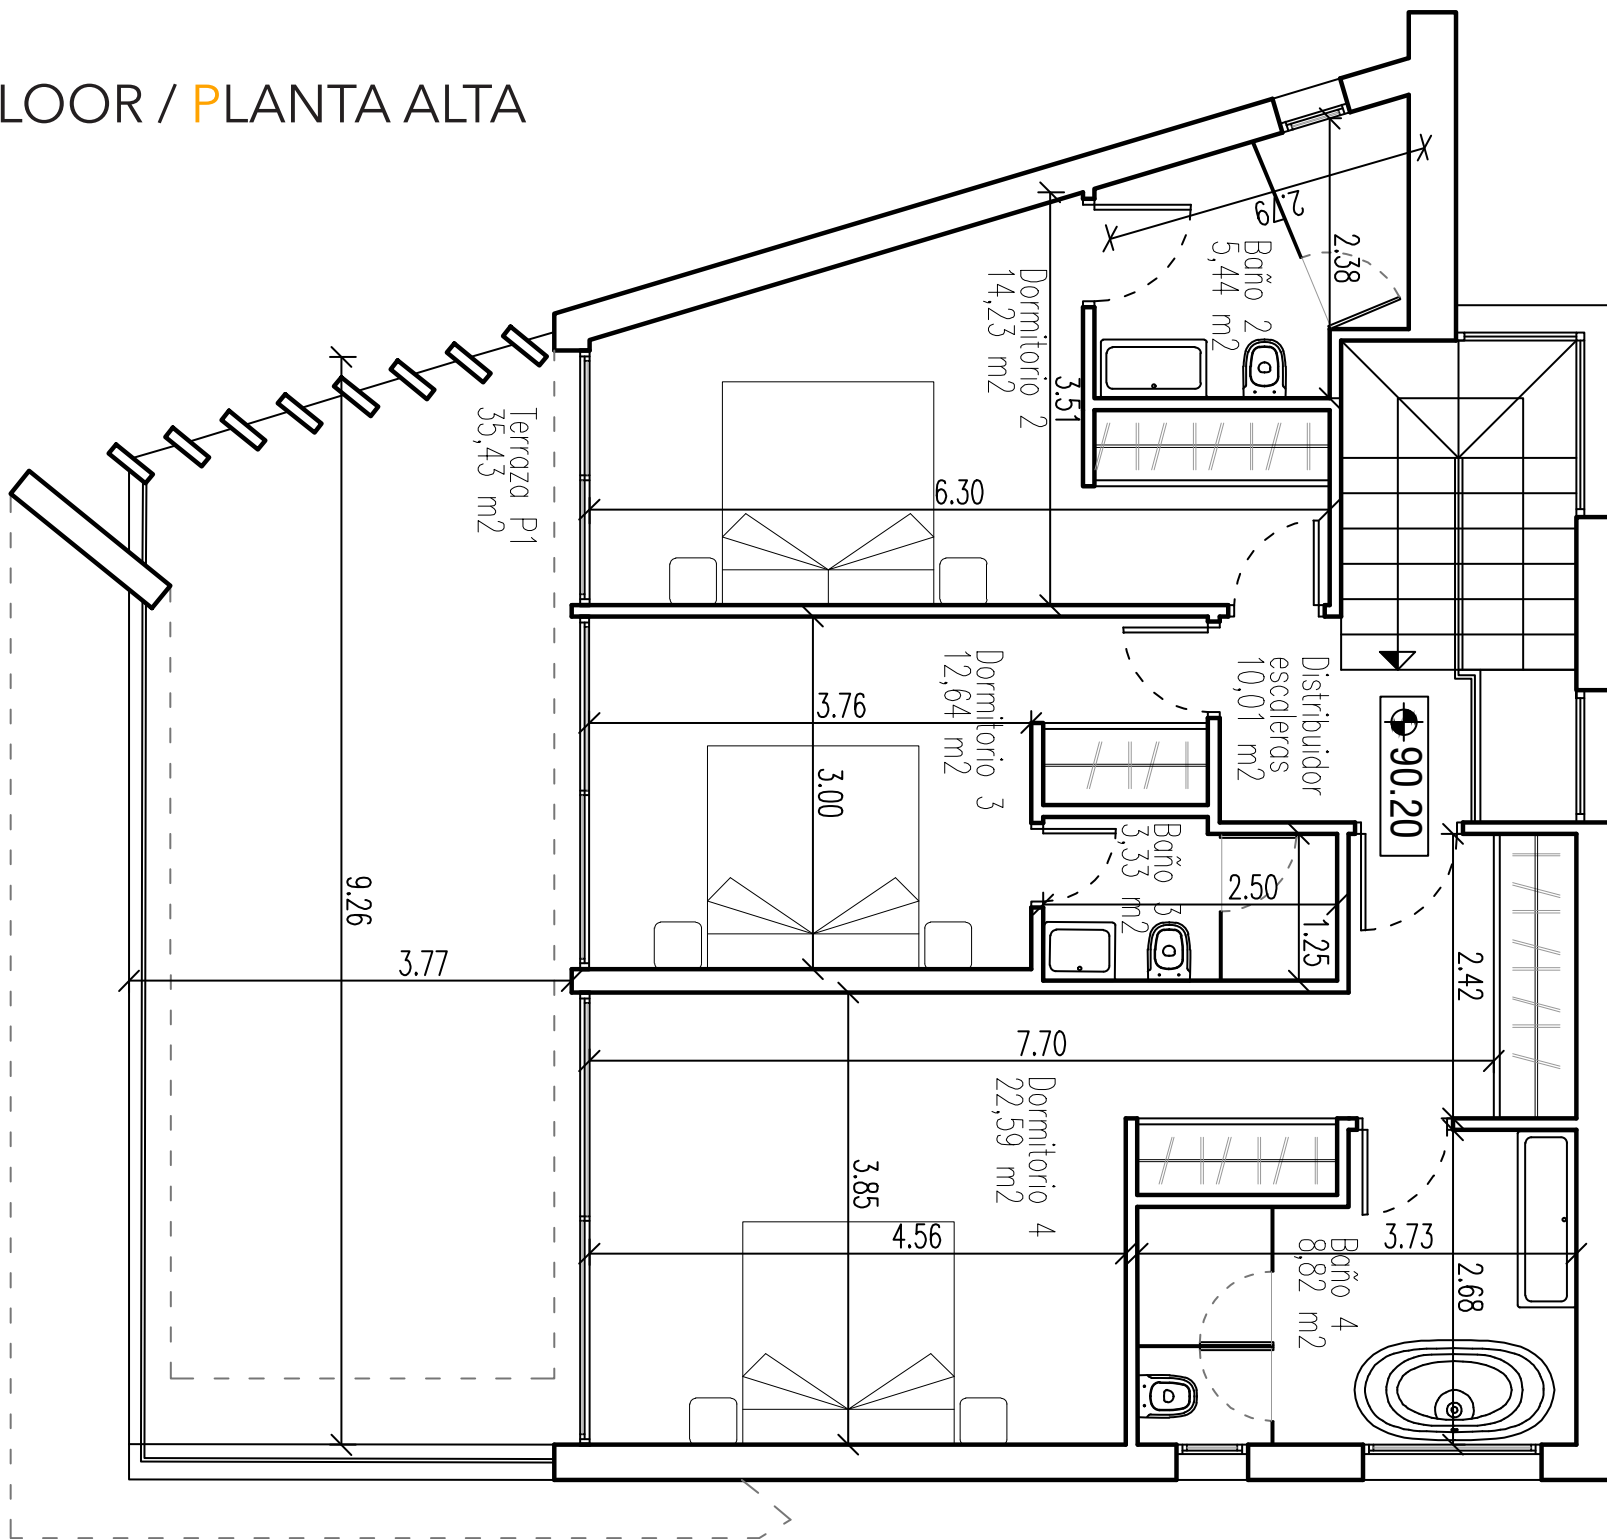 LOOR / PLANTA ALTA
2.79
2.38
Baño 2
5,44 m2
Dormitorio 2
14,23 m2
3.51
Terraza P1
35,43 m2
6.30
Distribuidor
escaleras
10,01 m2
Dormitorio 3
12,64 m2
3.76
3.00
90.20
Baño 3
3,33 m2
2.50
1.25
9.26
3.77
2.42
7.70
Dormitorio 4
22,59 m2
3.85
4.56
3.73
Baño 4
8,82 m2
2.68